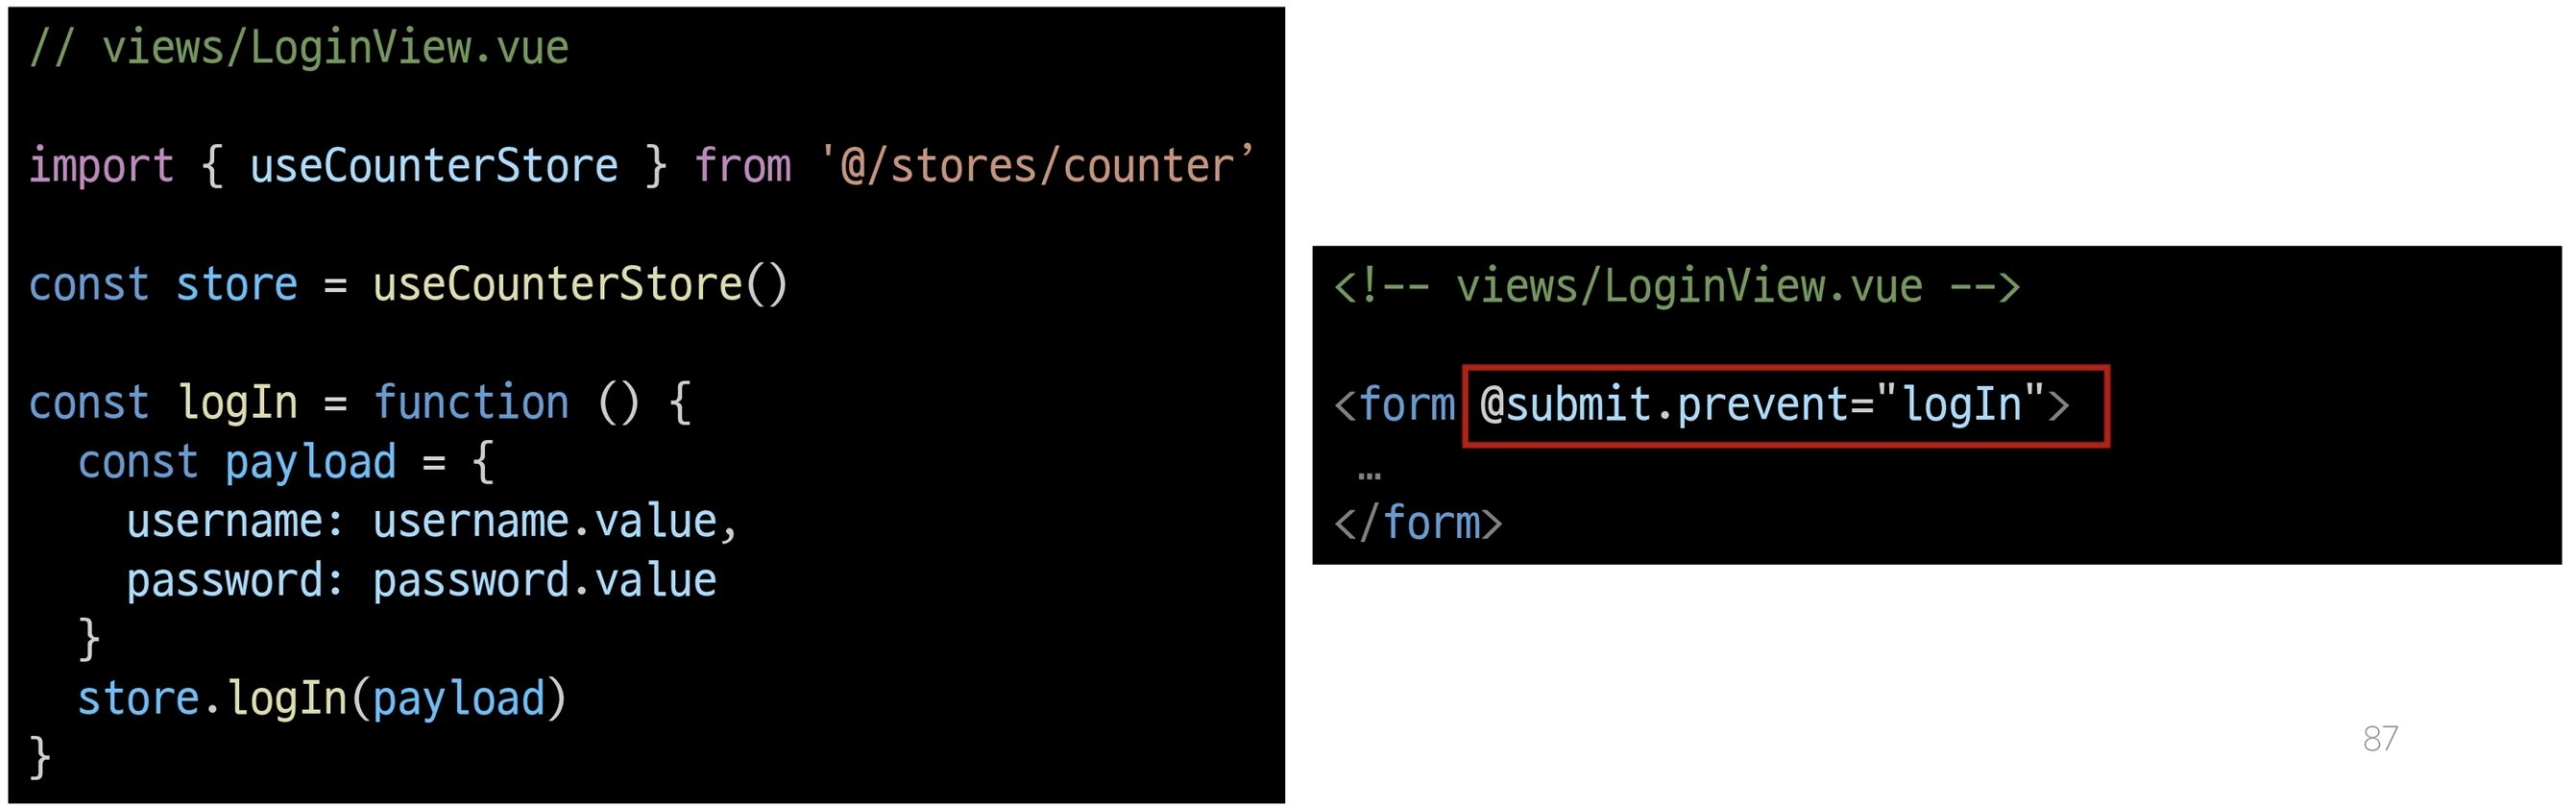 // views/LoginView.vue
import { useCounterStore } from '@/stores/counter’
const store = useCounterStore()
const logIn = function () {
  const payload = {
    username: username.value,
    password: password.value
  }
  store.logIn(payload)
}
<!-- views/LoginView.vue -->
<form @submit.prevent="logIn">
 …
</form>
87